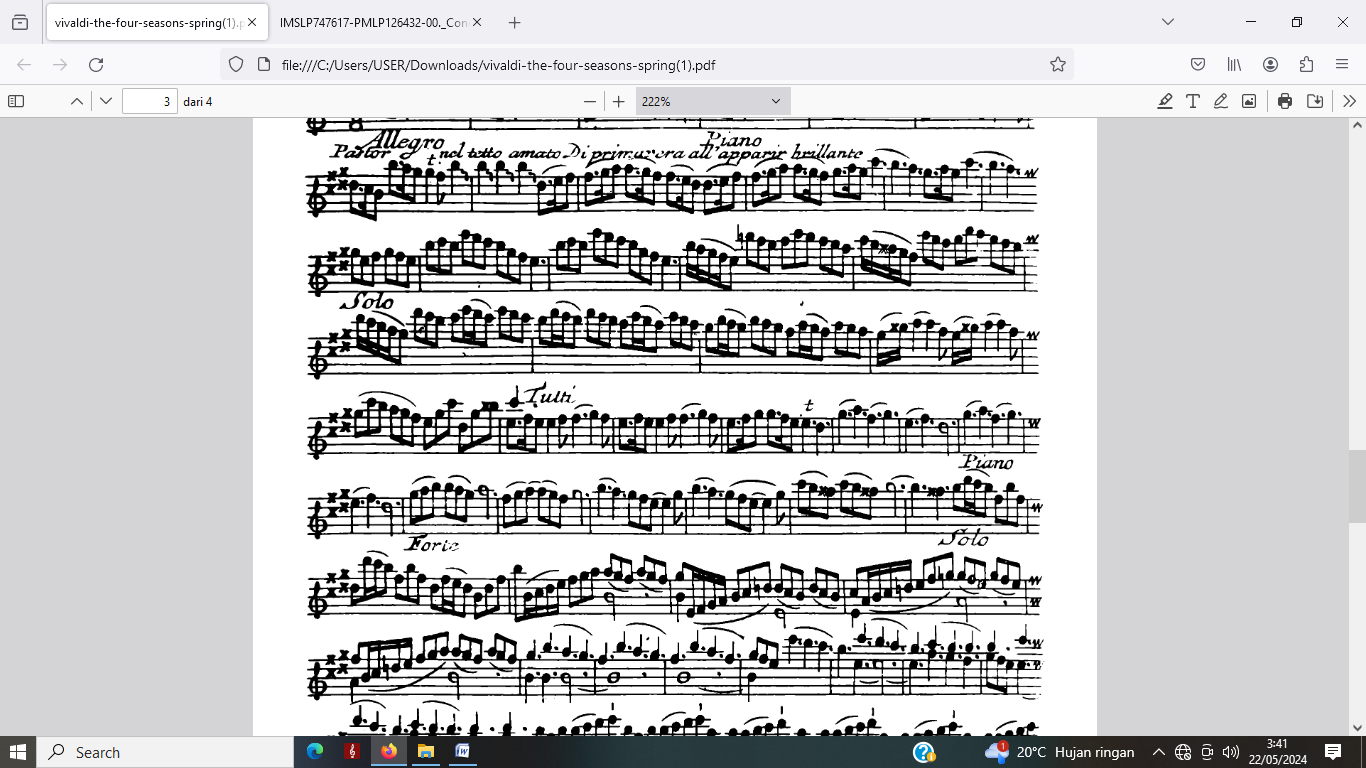 vivaldi-the-four-seasons-spring(1).p
IMSLP747617-PMLP126432-00._Con
file:///C:/Users/USER/Downloads/vivaldi-the-four-seasons-spring(1).pdf
3 dari 4
222%
Allegro Piano
Pastor nel tetto amato Di primavera all'apparir brillante
t
Solo
Tutti
t
Piano
Forte Solo
Search
20°C Hujan ringan
3:41
22/05/2024